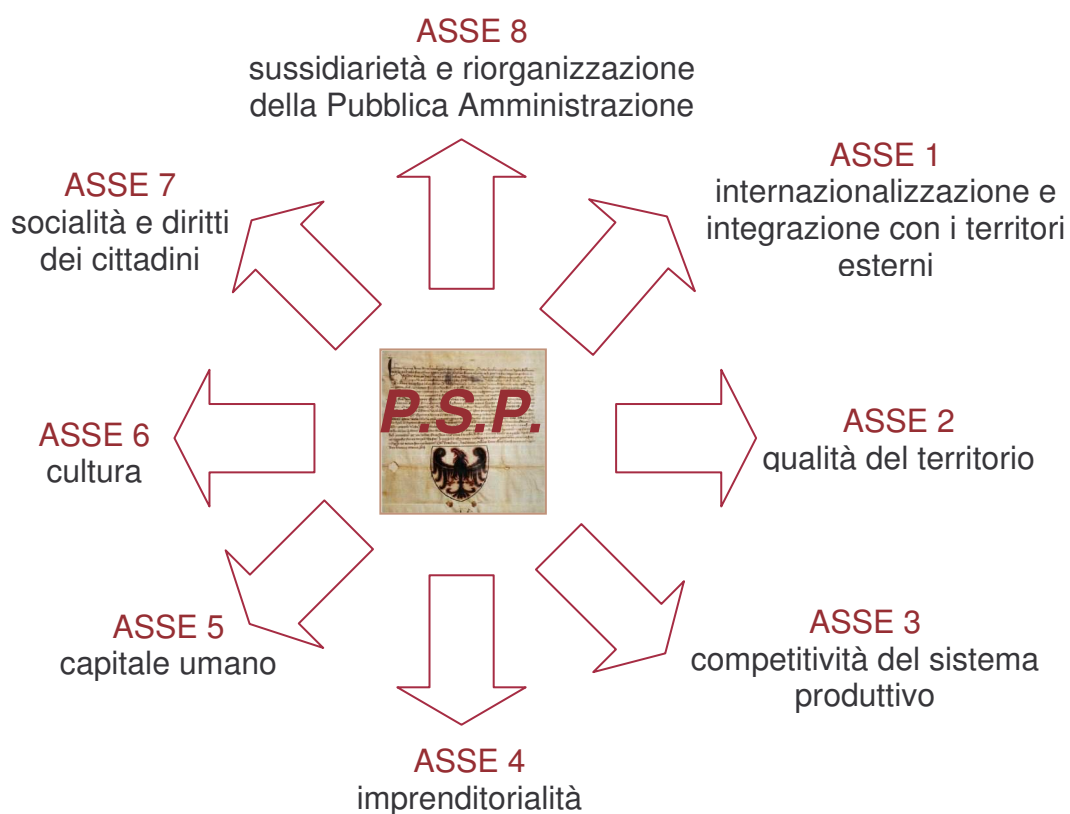 ASSE 8
sussidiarietà e riorganizzazione
della Pubblica Amministrazione
ASSE 1
internazionalizzazione e
integrazione con i territori
esterni
ASSE 7
socialità e diritti
dei cittadini
P.S.P.
ASSE 6
cultura
ASSE 2
qualità del territorio
ASSE 5
capitale umano
ASSE 3
competitività del sistema
produttivo
ASSE 4
imprenditorialità